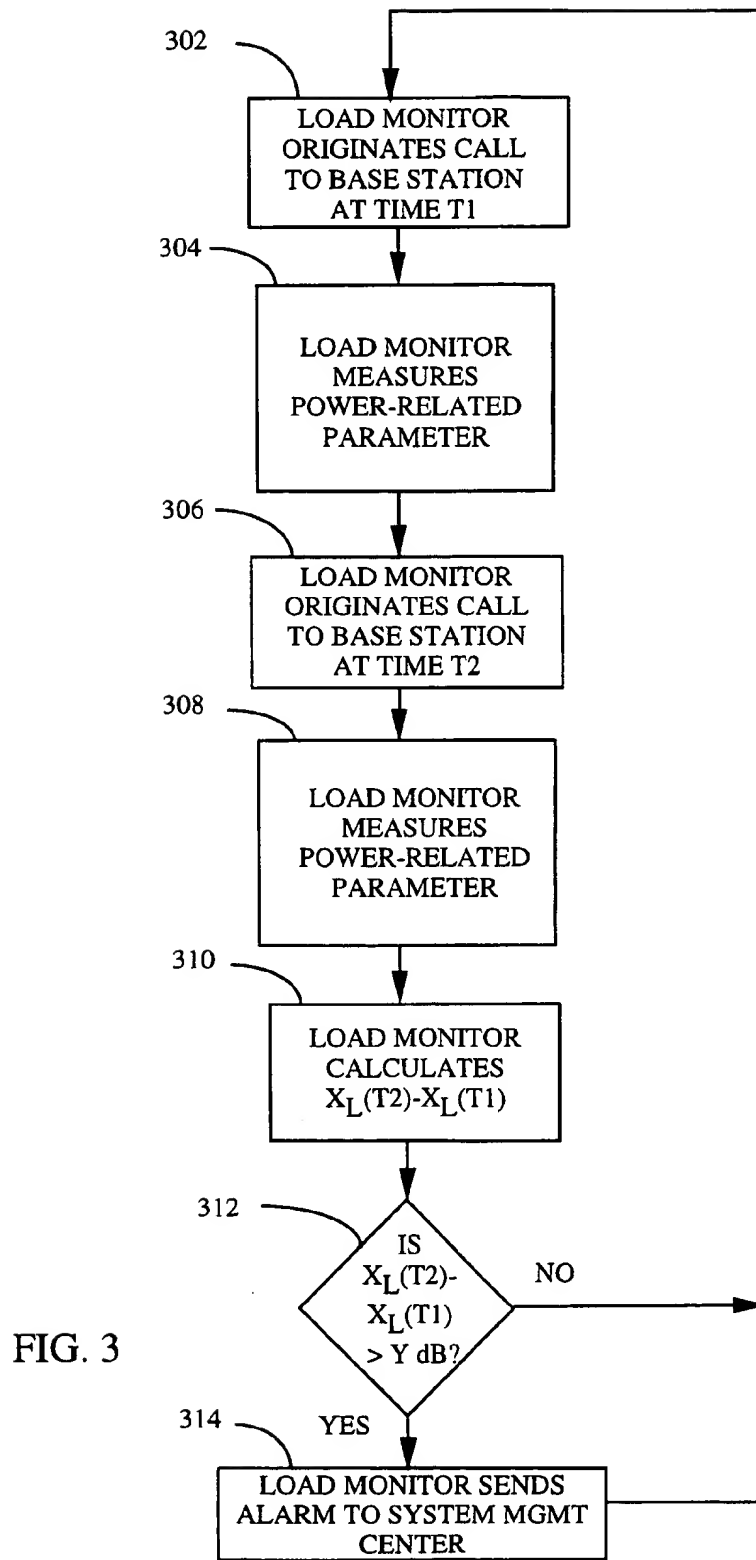 302
LOAD MONITOR
ORIGINATES CALL
TO BASE STATION
AT TIME T1
304
LOAD MONITOR
MEASURES
POWER-RELATED
PARAMETER
306
LOAD MONITOR
ORIGINATES CALL
TO BASE STATION
AT TIME T2
308
LOAD MONITOR
MEASURES
POWER-RELATED
PARAMETER
310
LOAD MONITOR
CALCULATES
XL(T2)-XL(T1)
312
IS
XL(T2)-
XL(T1)
> Y dB?
NO
FIG. 3
YES
314
LOAD MONITOR SENDS
ALARM TO SYSTEM MGMT
CENTER